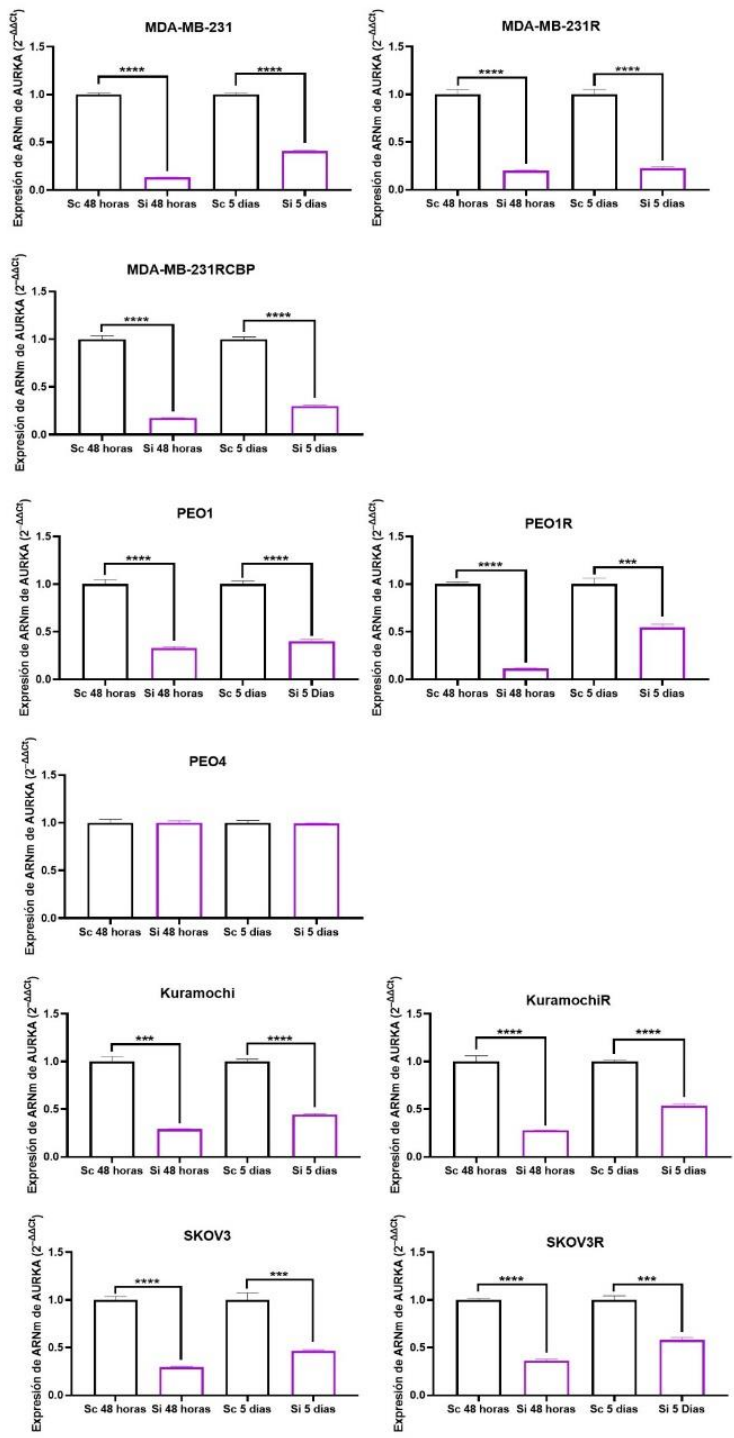 MDA-MB-231
Expresión de ARNm de AURKA (2⁻ΔΔCt)
1.5
1.0
0.5
0.0
**** ****
Sc 48 horas Si 48 horas Sc 5 dias Si 5 dias
MDA-MB-231R
Expresión de ARNm de AURKA (2⁻ΔΔCt)
1.5
1.0
0.5
0.0
**** ****
Sc 48 horas Si 48 horas Sc 5 dias Si 5 dias
MDA-MB-231RCBP
Expresión de ARNm de AURKA (2⁻ΔΔCt)
1.5
1.0
0.5
0.0
**** ****
Sc 48 horas Si 48 horas Sc 5 dias Si 5 dias
PEO1
Expresión de ARNm de AURKA (2⁻ΔΔCt)
1.5
1.0
0.5
0.0
**** ****
Sc 48 horas Si 48 horas Sc 5 dias Si 5 Dias
PEO1R
Expresión de ARNm de AURKA (2⁻ΔΔCt)
1.5
1.0
0.5
0.0
**** ***
Sc 48 horas Si 48 horas Sc 5 dias Si 5 dias
PEO4
Expresión de ARNm de AURKA (2⁻ΔΔCt)
1.5
1.0
0.5
0.0
Sc 48 horas Si 48 horas Sc 5 dias Si 5 dias
Kuramochi
Expresión de ARNm de AURKA (2⁻ΔΔCt)
1.5
1.0
0.5
0.0
*** ****
Sc 48 horas Si 48 horas Sc 5 dias Si 5 dias
KuramochiR
Expresión de ARNm de AURKA (2⁻ΔΔCt)
1.5
1.0
0.5
0.0
**** ****
Sc 48 horas Si 48 horas Sc 5 dias Si 5 dias
SKOV3
Expresión de ARNm de AURKA (2⁻ΔΔCt)
1.5
1.0
0.5
0.0
**** ***
Sc 48 horas Si 48 horas Sc 5 dias Si 5 dias
SKOV3R
Expresión de ARNm de AURKA (2⁻ΔΔCt)
1.5
1.0
0.5
0.0
**** ***
Sc 48 horas Si 48 horas Sc 5 dias Si 5 Dias